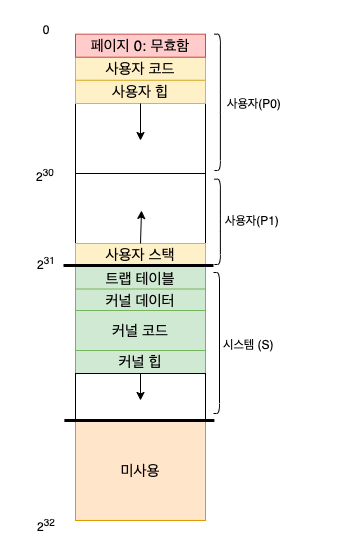 0
페이지 0: 무효함
사용자 코드
사용자 힙
사용자(P0)
2^30
사용자(P1)
사용자 스택
2^31
트랩 테이블
커널 데이터
커널 코드
시스템 (S)
커널 힙
미사용
2^32